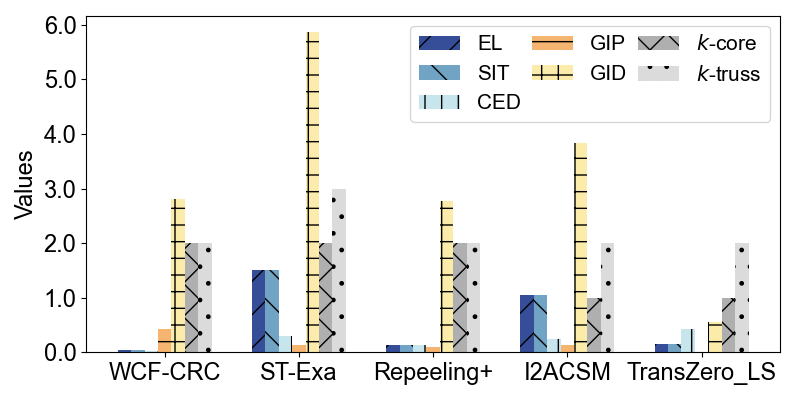 6.0
5.0
4.0
3.0
2.0
1.0
0.0
Values
EL
SIT
CED
GIP
GID
k-core
k-truss
WCF-CRC
ST-Exa
Repeeling+
I2ACSM
TransZero_LS